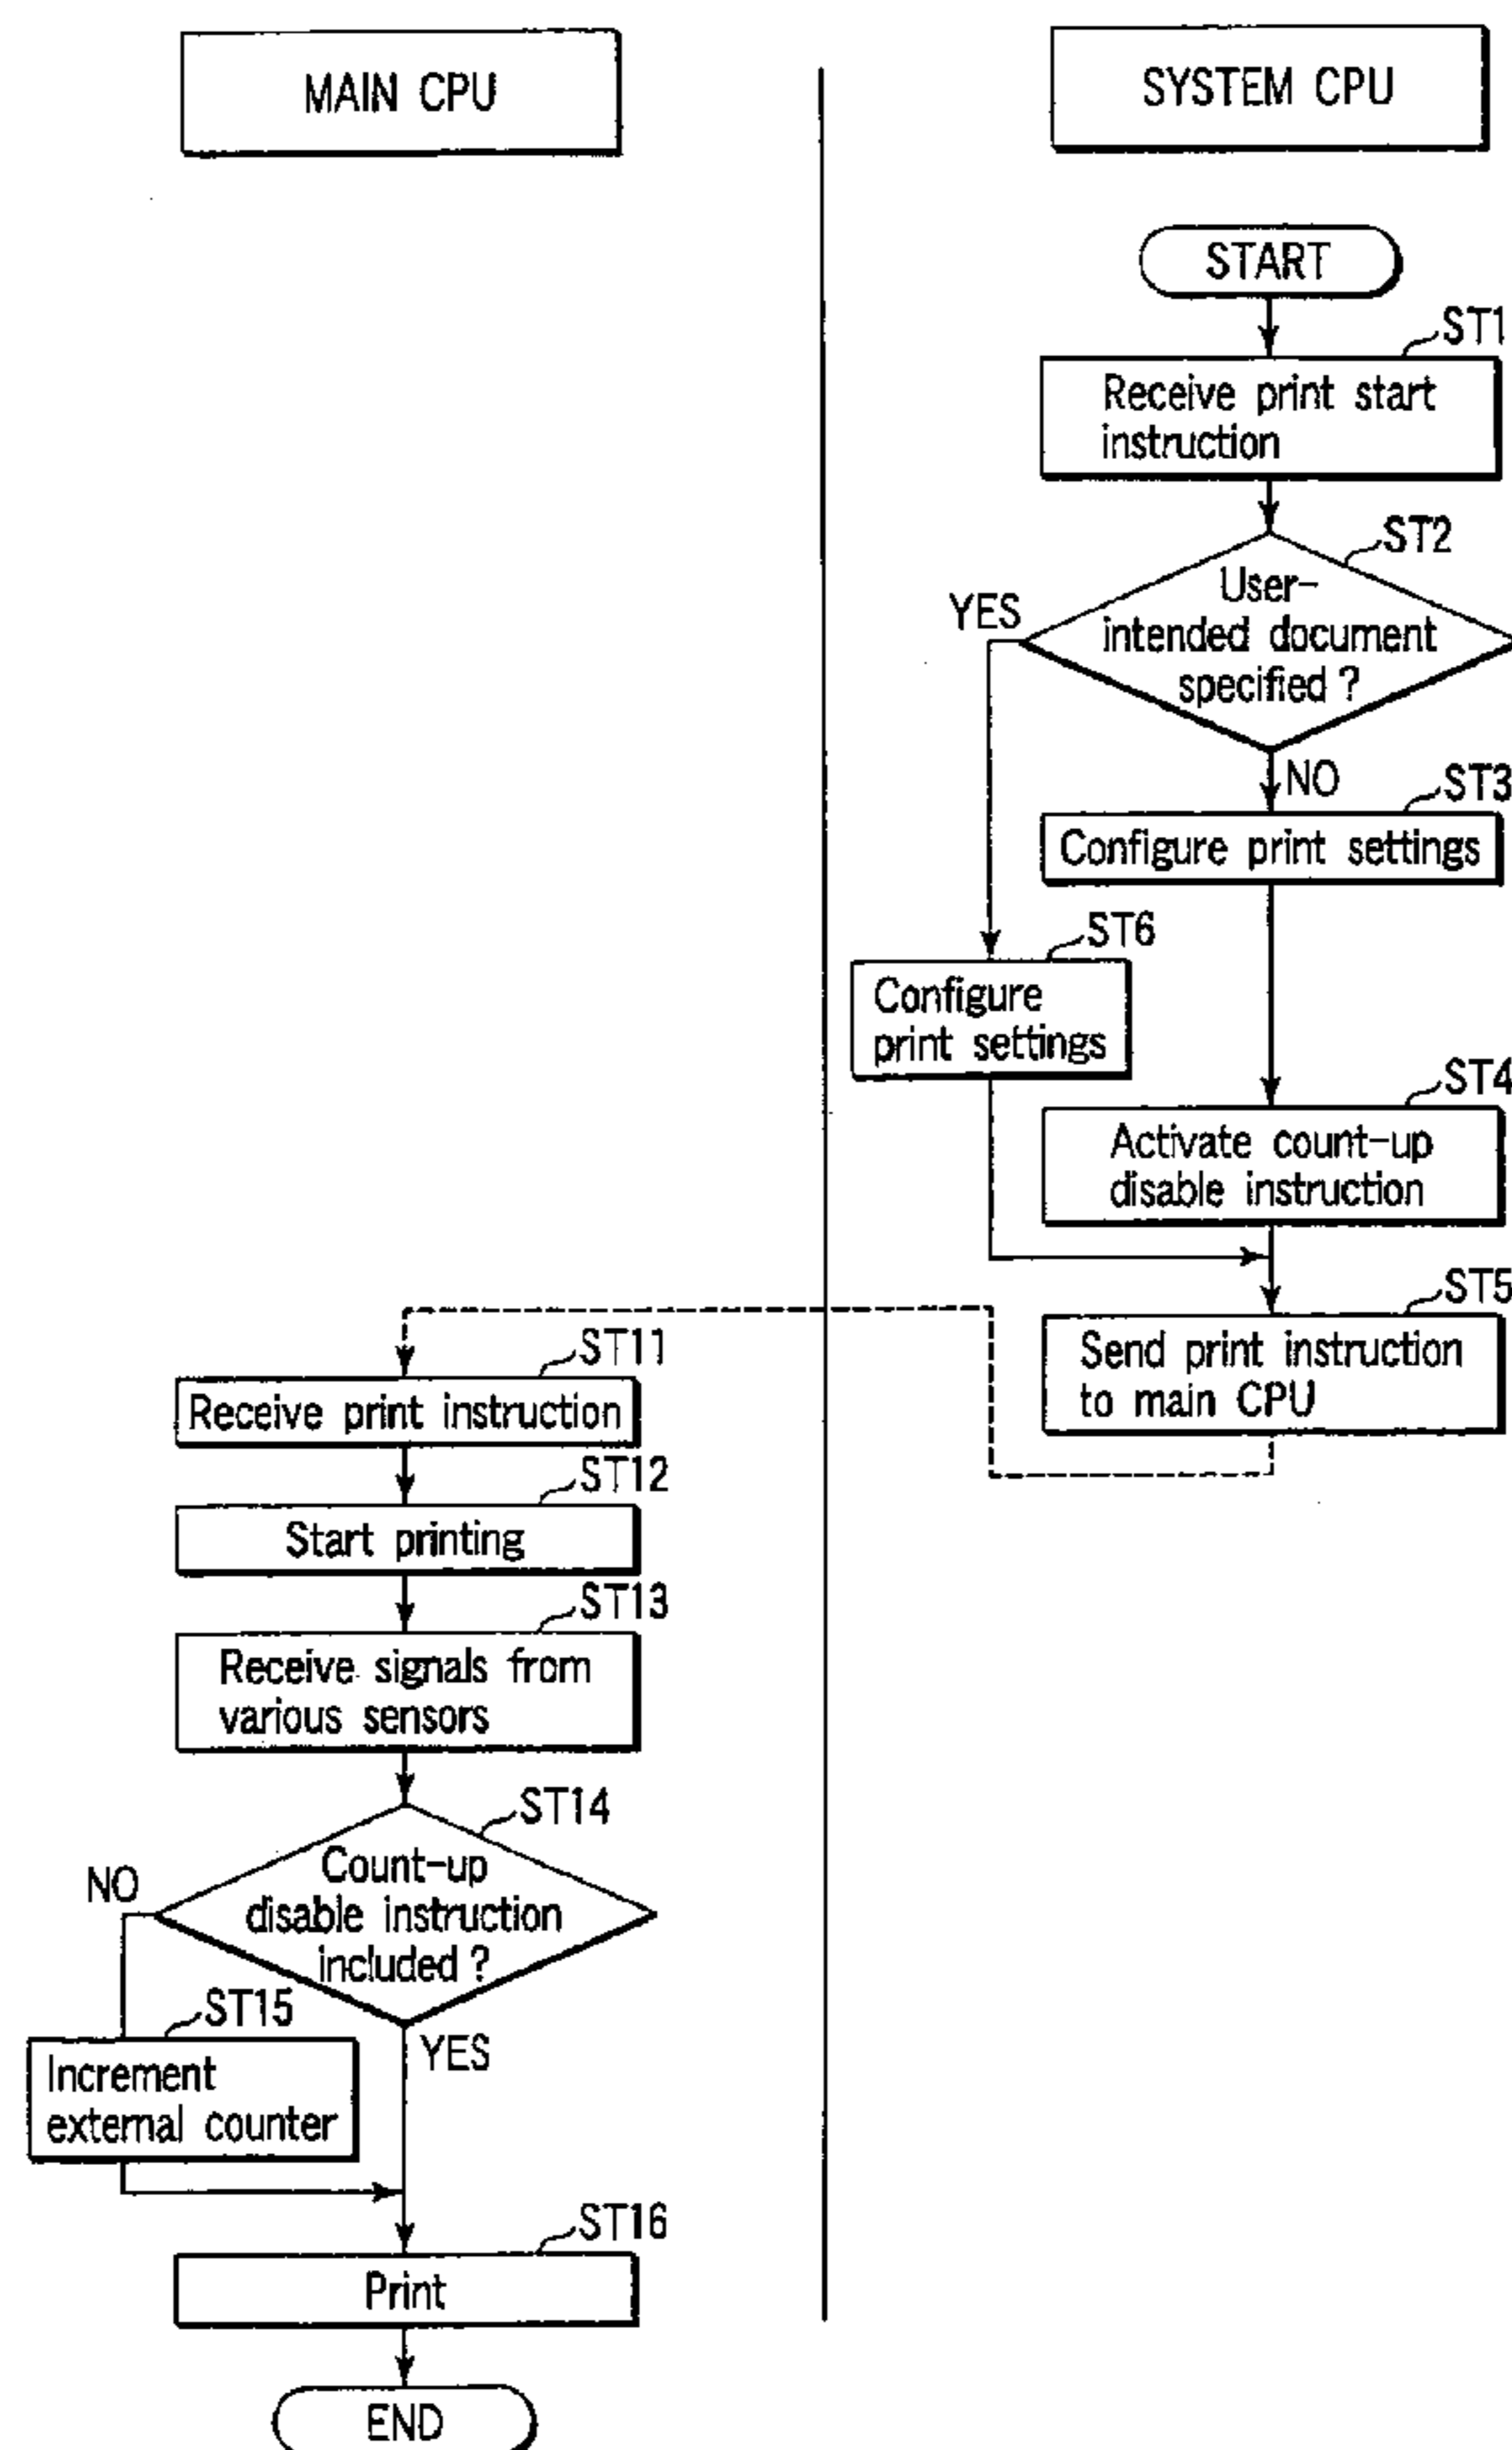 MAIN CPU
SYSTEM CPU
START
ST1
Receive print start
instruction
ST2
User-
intended document
specified ?
YES
NO
ST3
Configure print settings
ST6
Configure
print settings
ST4
Activate count-up
disable instruction
ST5
Send print instruction
to main CPU
ST11
Receive print instruction
ST12
Start printing
ST13
Receive signals from
various sensors
ST14
Count-up
disable instruction
included ?
NO
YES
ST15
Increment
external counter
ST16
Print
END